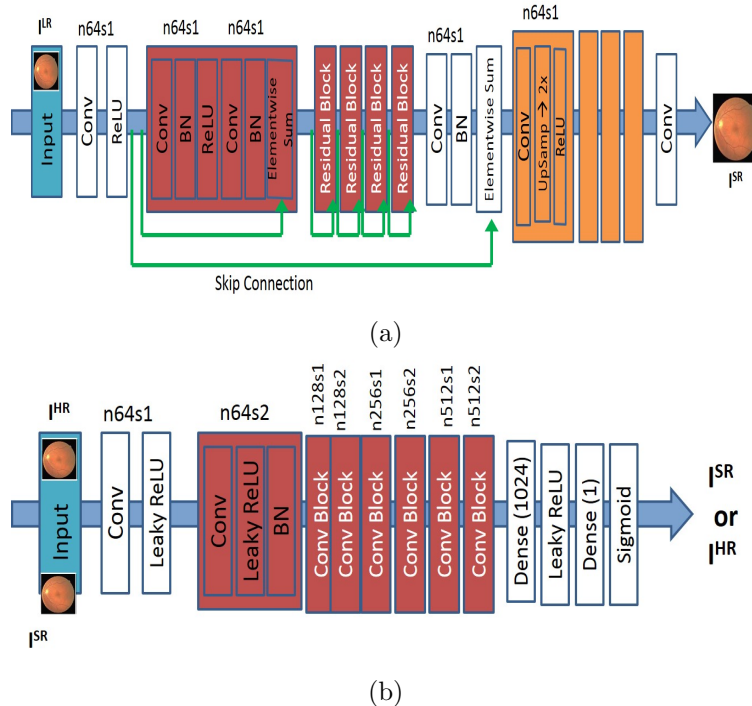 I^LR
n64s1
n64s1 n64s1
n64s1
n64s1
Input
Conv
ReLU
Conv
BN
ReLU
Conv
BN
Elementwise Sum
Residual Block
Residual Block
Residual Block
Residual Block
Conv
BN
Elementwise Sum
Conv
UpSamp → 2x
ReLU
Conv
I^SR
Skip Connection
(a)
I^HR
n64s1
n64s2
n128s1
n128s2
n256s1
n256s2
n512s1
n512s2
Input
Conv
Leaky ReLU
Conv
Leaky ReLU
BN
Conv Block
Conv Block
Conv Block
Conv Block
Conv Block
Conv Block
Dense (1024)
Leaky ReLU
Dense (1)
Sigmoid
I^SR
or
I^HR
I^SR
(b)